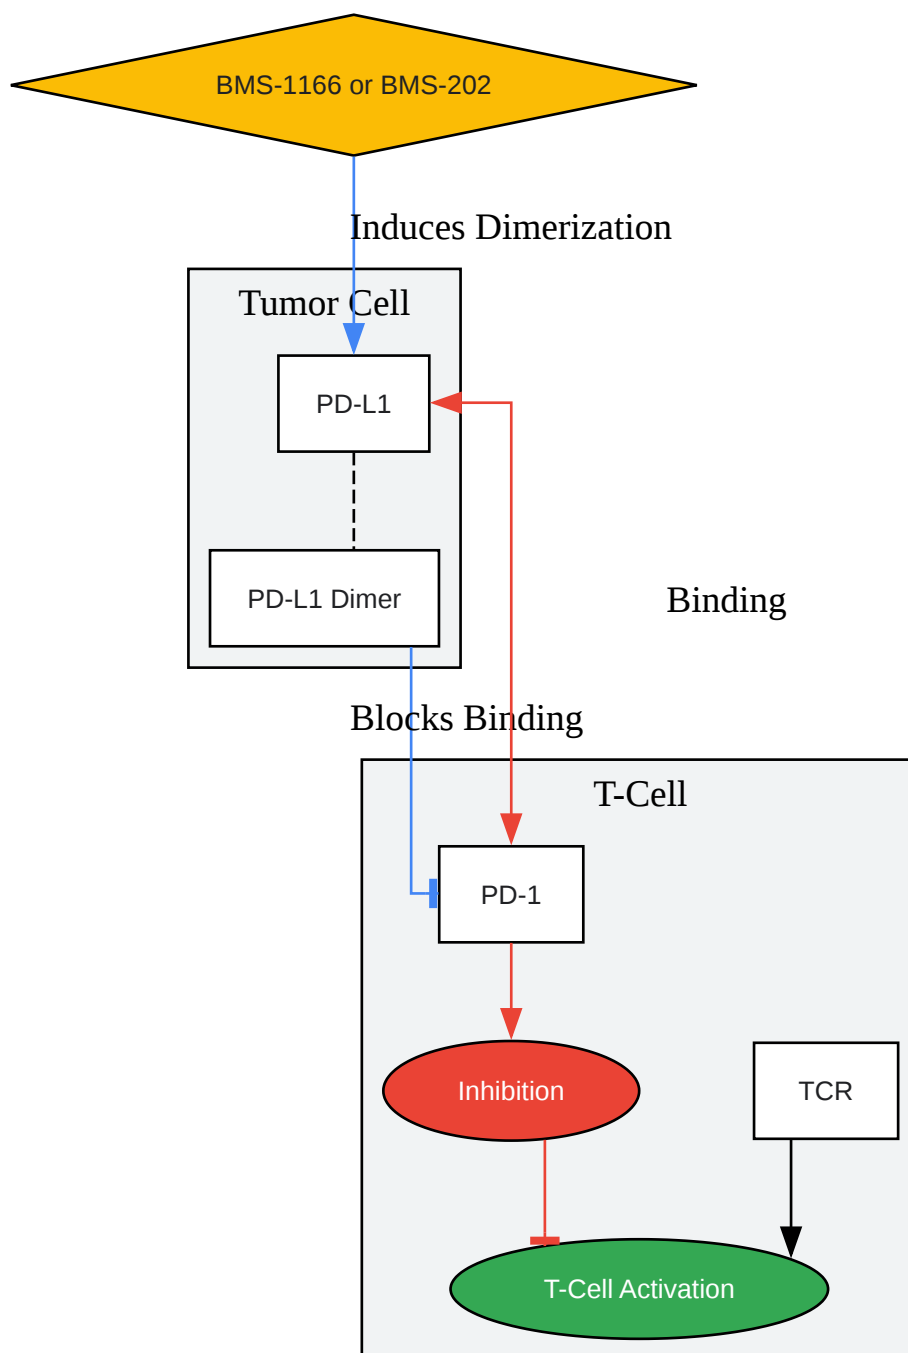 BMS-1166 or BMS-202
Induces Dimerization
Tumor Cell
PD-L1
PD-L1 Dimer
Binding
Blocks Binding
T-Cell
PD-1
Inhibition
TCR
T-Cell Activation